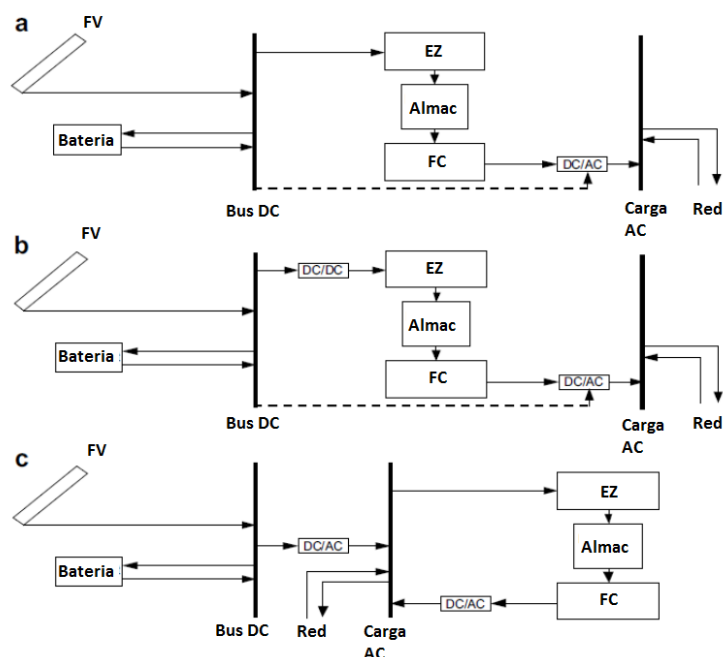 a
FV
EZ
Almac
Bateria
FC
DC/AC
Bus DC
Carga
AC
Red
b
FV
DC/DC
EZ
Almac
Bateria
FC
DC/AC
Bus DC
Carga
AC
Red
c
FV
EZ
DC/AC
Almac
Bateria
DC/AC
FC
Bus DC
Red
Carga
AC